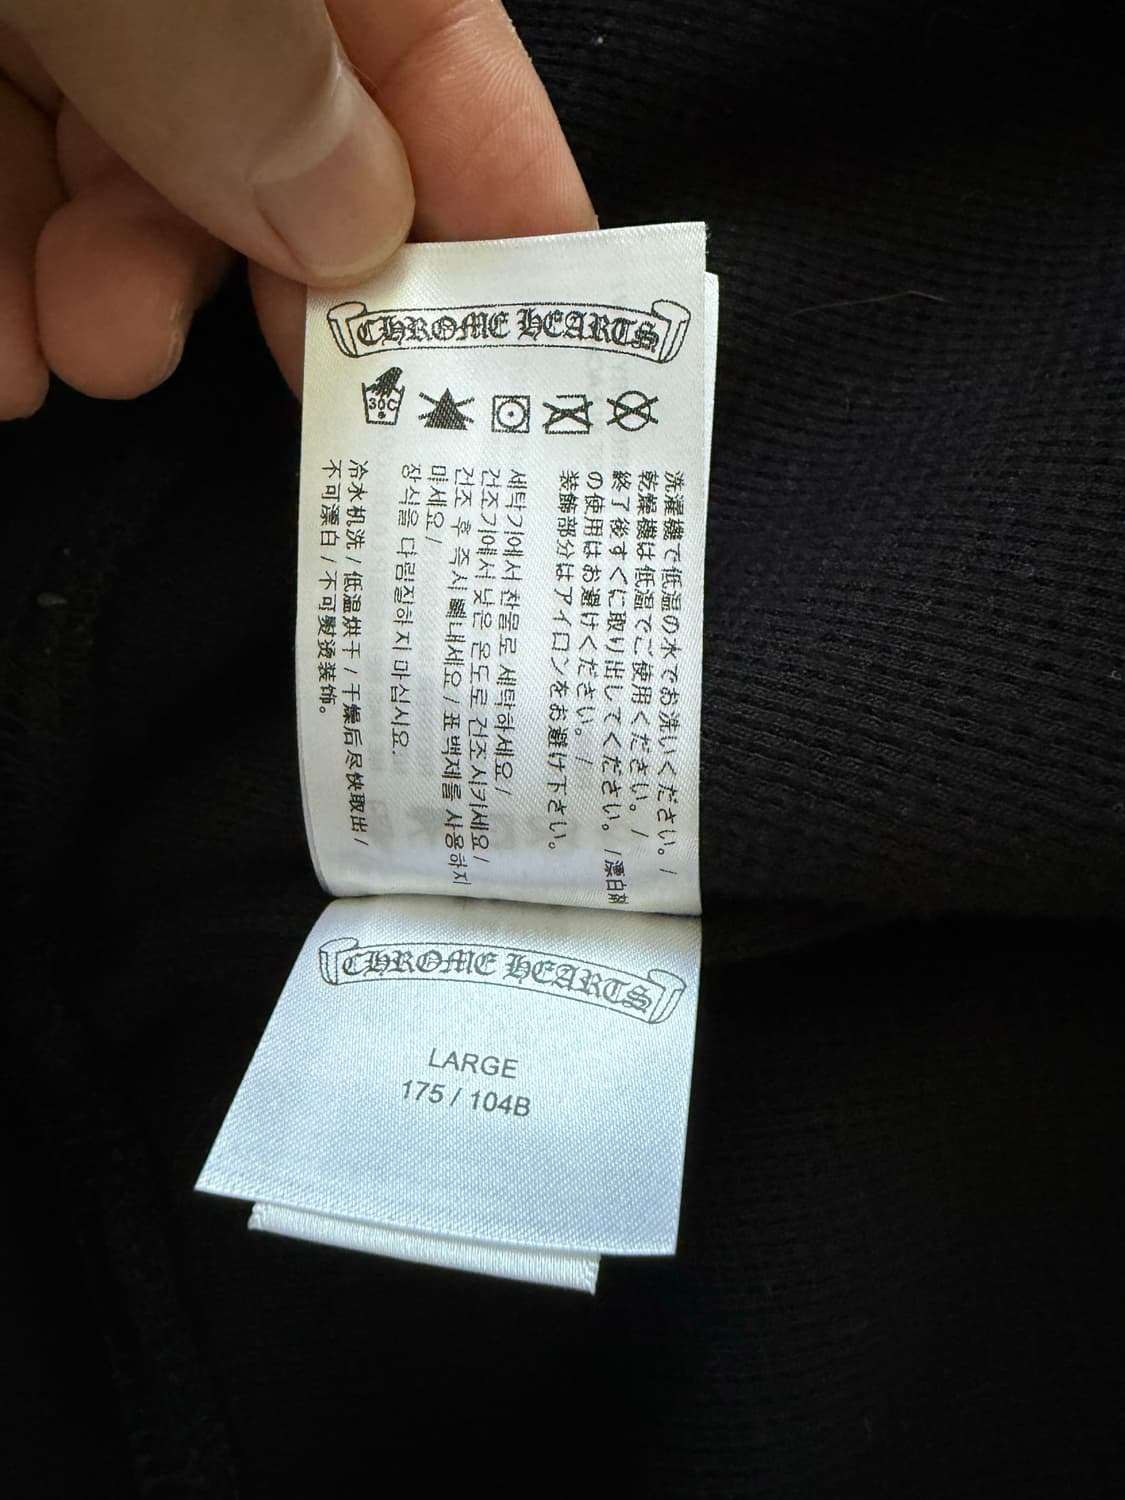 CHROME HEARTS
30C
洗濯機で低温の水でお洗いください。/
乾燥機は低温でご使用ください。/
終了後すぐに取り出してください。/ 漂白剤
の使用はお避けください。/
装飾部分はアイロンをお避け下さい。
세탁기에서 찬물로 세탁하세요/
건조기에서 낮은 온도로 건조시키세요/
건조 후 즉시 빼내세요/ 표백제를 사용하지
마세요/
장식을 다림질하지 마십시요.
冷水机洗 / 低温烘干 / 干燥后尽快取出 /
不可漂白 / 不可熨烫装饰。
CHROME HEARTS
LARGE
175 / 104B